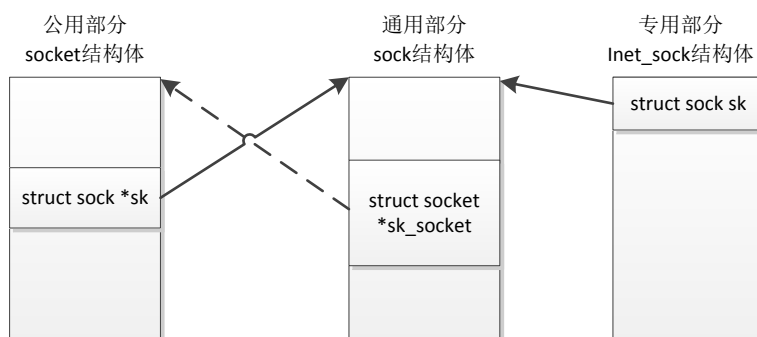 公用部分
socket结构体
通用部分
sock结构体
专用部分
Inet_sock结构体
struct sock *sk
struct socket
*sk_socket
struct sock sk